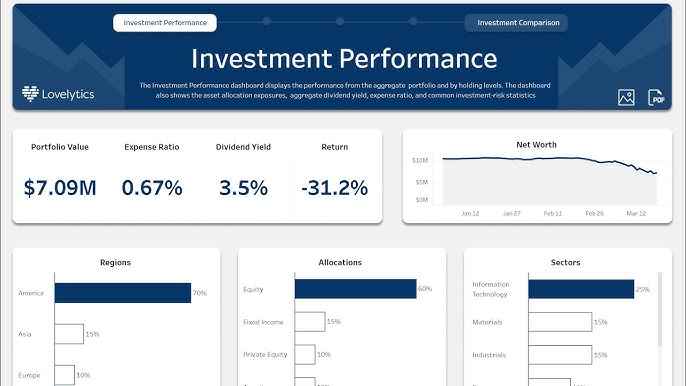 Investment Performance
Investment Comparison
Investment Performance
Lovelytics
The Investment Performance dashboard displays the performance from the aggregate portfolio and by holding levels. The dashboard
also shows the asset allocation exposures, aggregate dividend yield, expense ratio, and common investment-risk statistics
PDF
Portfolio Value Expense Ratio Dividend Yield Return
$7.09M 0.67% 3.5% -31.2%
Net Worth
$10M
$5M
$0M
Jan 12 Jan 27 Feb 11 Feb 26 Mar 12
Regions
America 70%
Asia 15%
Europe 10%
Allocations
Equity 60%
Fixed Income 15%
Private Equity 10%
Sectors
Information
Technology 25%
Materials 15%
Industrials 15%